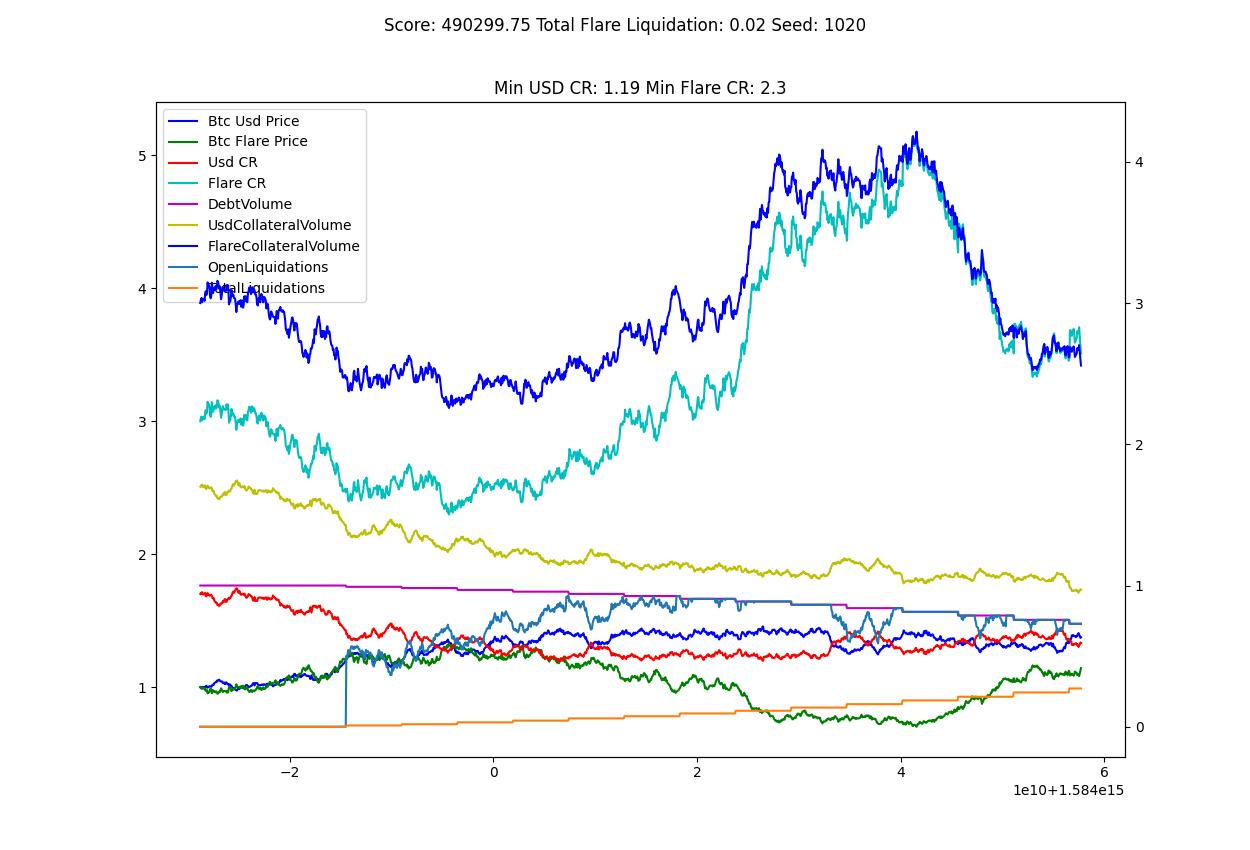 Score: 490299.75 Total Flare Liquidation: 0.02 Seed: 1020
Min USD CR: 1.19 Min Flare CR: 2.3
Btc Usd Price
Btc Flare Price
Usd CR
Flare CR
DebtVolume
UsdCollateralVolume
FlareCollateralVolume
OpenLiquidations
TotalLiquidations
5
4
3
2
1
4
3
2
1
0
−2
0
2
4
6
1e10+1.584e15